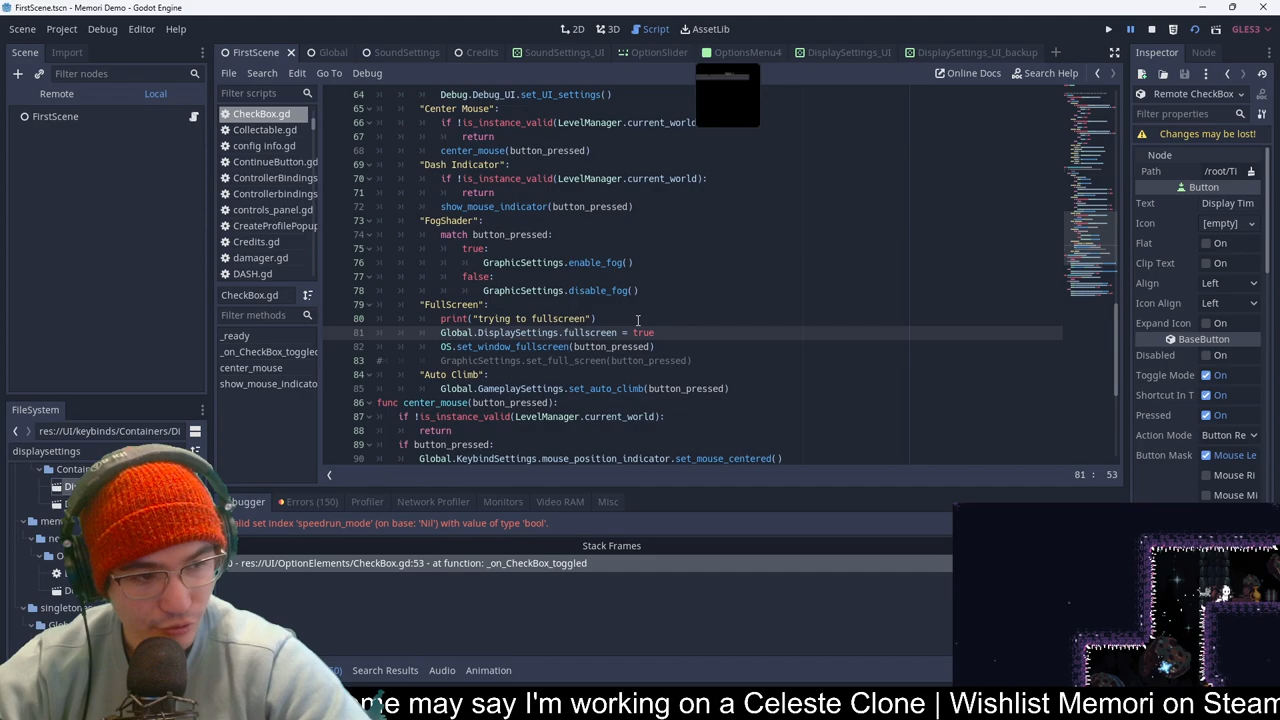 FirstScene.tscn - Memori Demo - Godot Engine
Scene Project Debug Editor Help
2D 3D Script AssetLib
GLES3
Scene Import
FirstScene Global SoundSettings Credits SoundSettings_UI OptionSlider OptionsMenu4 DisplaySettings_UI DisplaySettings_UI_backup
Inspector Node
Filter nodes
File Search Edit Go To Debug
Online Docs Search Help
Remote Local
FirstScene
Filter scripts
CheckBox.gd
Collectable.gd
config info.gd
ContinueButton.gd
ControllerBindings
Controllerbindings
controls_panel.gd
CreateProfilePopup
Credits.gd
damager.gd
DASH.gd
CheckBox.gd
Filter methods
_ready
_on_CheckBox_toggled
center_mouse
show_mouse_indicato
64 Debug.Debug_UI.set_UI_settings()
65 "Center Mouse":
66 if !is_instance_valid(LevelManager.current_world
67 return
68 center_mouse(button_pressed)
69 "Dash Indicator":
70 if !is_instance_valid(LevelManager.current_world):
71 return
72 show_mouse_indicator(button_pressed)
73 "FogShader":
74 match button_pressed:
75 true:
76 GraphicSettings.enable_fog()
77 false:
78 GraphicSettings.disable_fog()
79 "FullScreen":
80 print("trying to fullscreen")
81 Global.DisplaySettings.fullscreen = true
82 OS.set_window_fullscreen(button_pressed)
83 # GraphicSettings.set_full_screen(button_pressed)
84 "Auto Climb":
85 Global.GameplaySettings.set_auto_climb(button_pressed)
86 func center_mouse(button_pressed):
87 if !is_instance_valid(LevelManager.current_world):
88 return
89 if button_pressed:
90 Global.KeybindSettings.mouse_position_indicator.set_mouse_centered()
81 : 53
Remote CheckBox
Filter properties
Changes may be lost!
Node
Path /root/Ti
Button
Text Display Tim
Icon [empty]
Flat On
Clip Text On
Align Left
Icon Align Left
Expand Icon On
BaseButton
Disabled On
Toggle Mode On
Shortcut In T On
Pressed On
Action Mode Button Re
Button Mask Mouse Le
Mouse Ri
Mouse Mi
FileSystem
res://UI/keybinds/Containers/Di
displaysettings
Contain
Di
D
men
ne
O
Di
singleton
Glo
bugger Errors (150) Profiler Network Profiler Monitors Video RAM Misc
alid set index 'speedrun_mode' (on base: 'Nil') with value of type 'bool'.
Stack Frames
0 - res://UI/OptionElements/CheckBox.gd:53 - at function: _on_CheckBox_toggled
50) Search Results Audio Animation
me may say I'm working on a Celeste Clone | Wishlist Memori on Steam